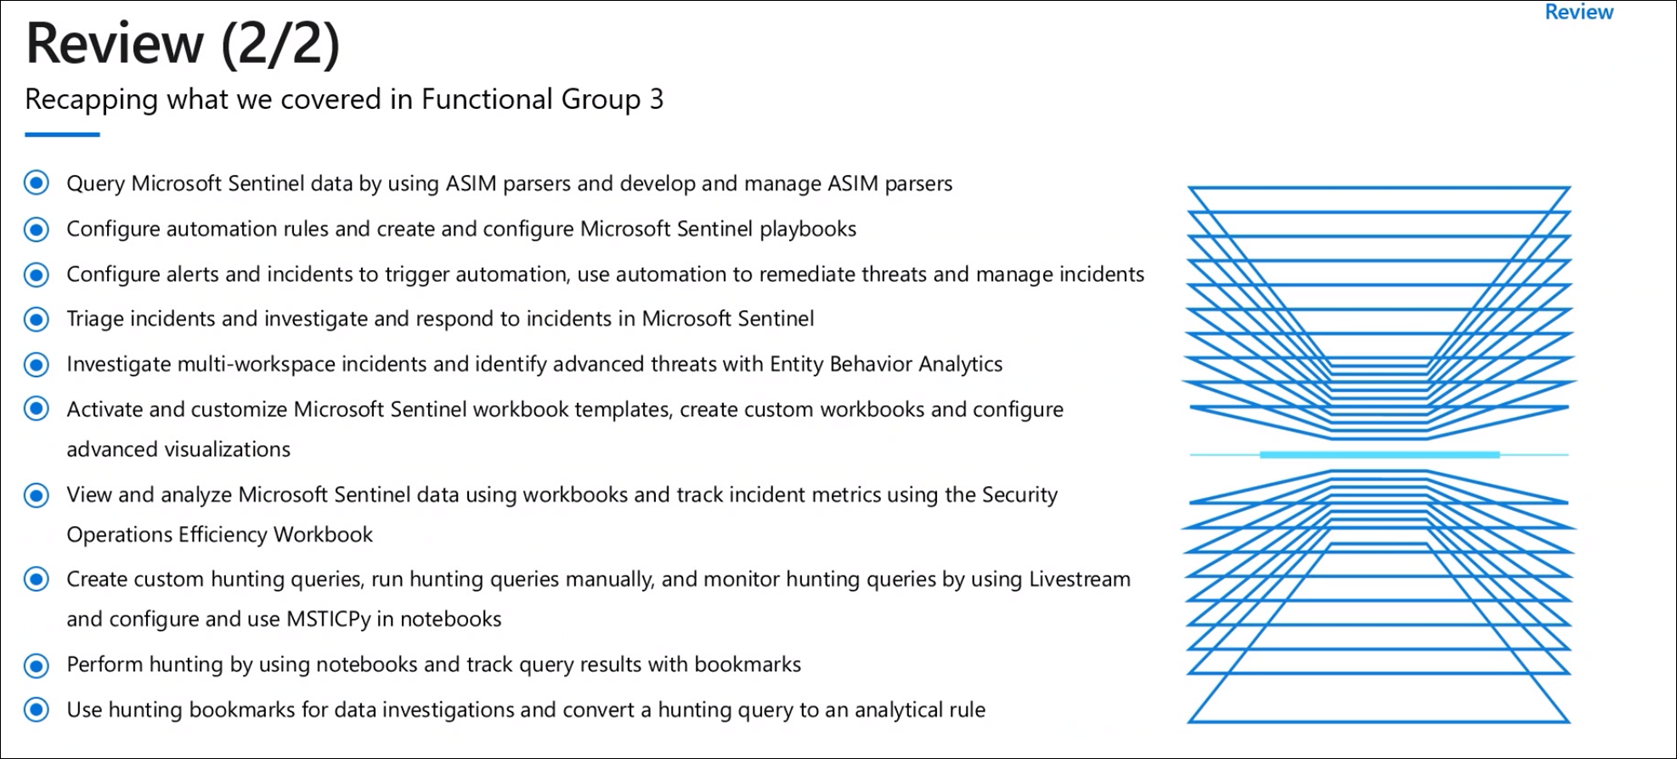 Review
Review (2/2)
Recapping what we covered in Functional Group 3
Query Microsoft Sentinel data by using ASIM parsers and develop and manage ASIM parsers
Configure automation rules and create and configure Microsoft Sentinel playbooks
Configure alerts and incidents to trigger automation, use automation to remediate threats and manage incidents
Triage incidents and investigate and respond to incidents in Microsoft Sentinel
Investigate multi-workspace incidents and identify advanced threats with Entity Behavior Analytics
Activate and customize Microsoft Sentinel workbook templates, create custom workbooks and configure
advanced visualizations
View and analyze Microsoft Sentinel data using workbooks and track incident metrics using the Security
Operations Efficiency Workbook
Create custom hunting queries, run hunting queries manually, and monitor hunting queries by using Livestream
and configure and use MSTICPy in notebooks
Perform hunting by using notebooks and track query results with bookmarks
Use hunting bookmarks for data investigations and convert a hunting query to an analytical rule